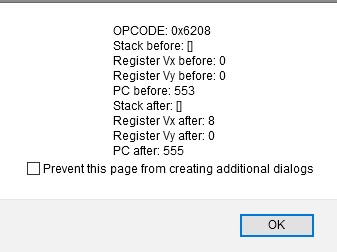 OPCODE: 0x6208
Stack before: []
Register Vx before: 0
Register Vy before: 0
PC before: 553
Stack after: []
Register Vx after: 8
Register Vy after: 0
PC after: 555
Prevent this page from creating additional dialogs
OK